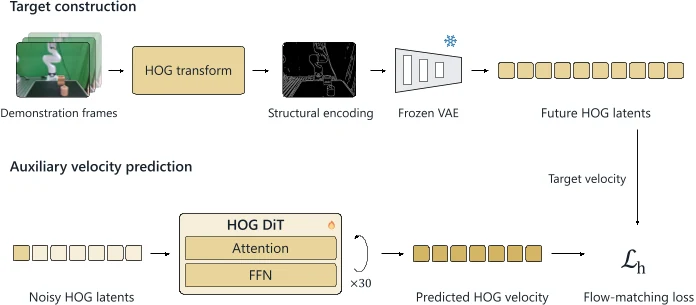 Target construction
HOG transform
Demonstration frames
Structural encoding
Frozen VAE
Future HOG latents
Target velocity
Auxiliary velocity prediction
HOG DiT
Attention
FFN
×30
Noisy HOG latents
Predicted HOG velocity
ℒh
Flow-matching loss